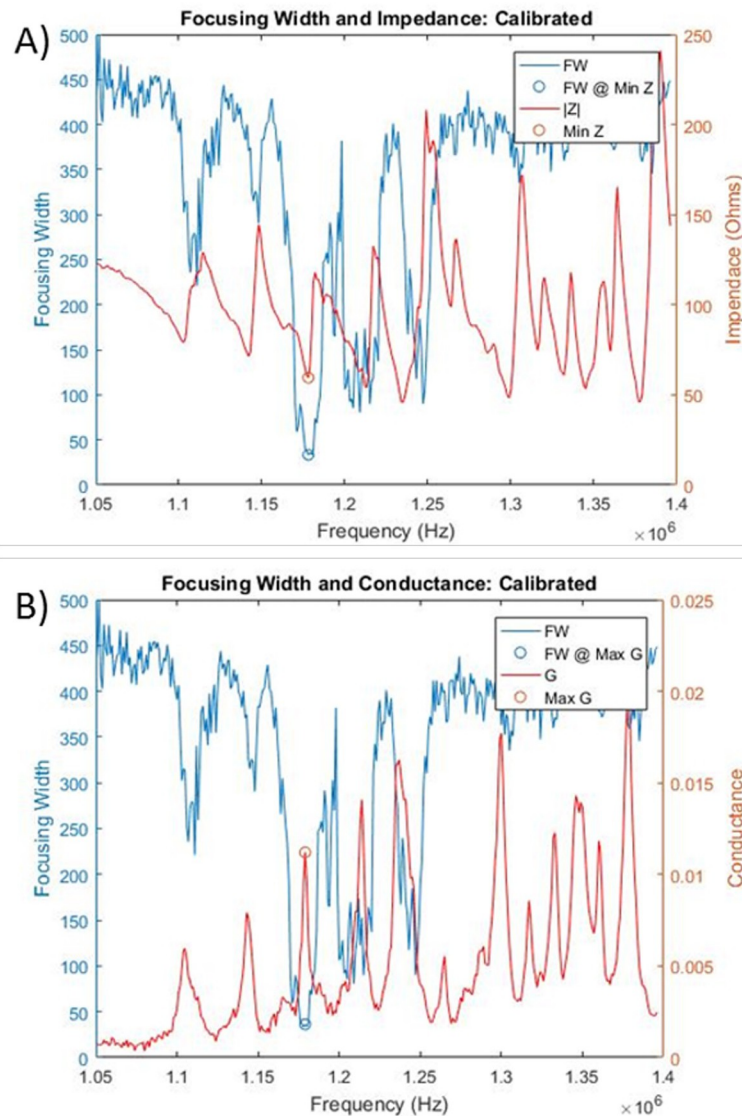 A)
Focusing Width and Impedance: Calibrated
500
450
400
350
300
250
200
150
100
50
0
Focusing Width
FW
FW @ Min Z
|Z|
Min Z
250
200
150
100
50
0
Impendace (Ohms)
1.05
1.1
1.15
1.2
1.25
1.3
1.35
1.4
Frequency (Hz)
×10⁶
B)
Focusing Width and Conductance: Calibrated
500
450
400
350
300
250
200
150
100
50
0
Focusing Width
FW
FW @ Max G
G
Max G
0.025
0.02
0.015
0.01
0.005
0
Conductance
1.05
1.1
1.15
1.2
1.25
1.3
1.35
1.4
Frequency (Hz)
×10⁶